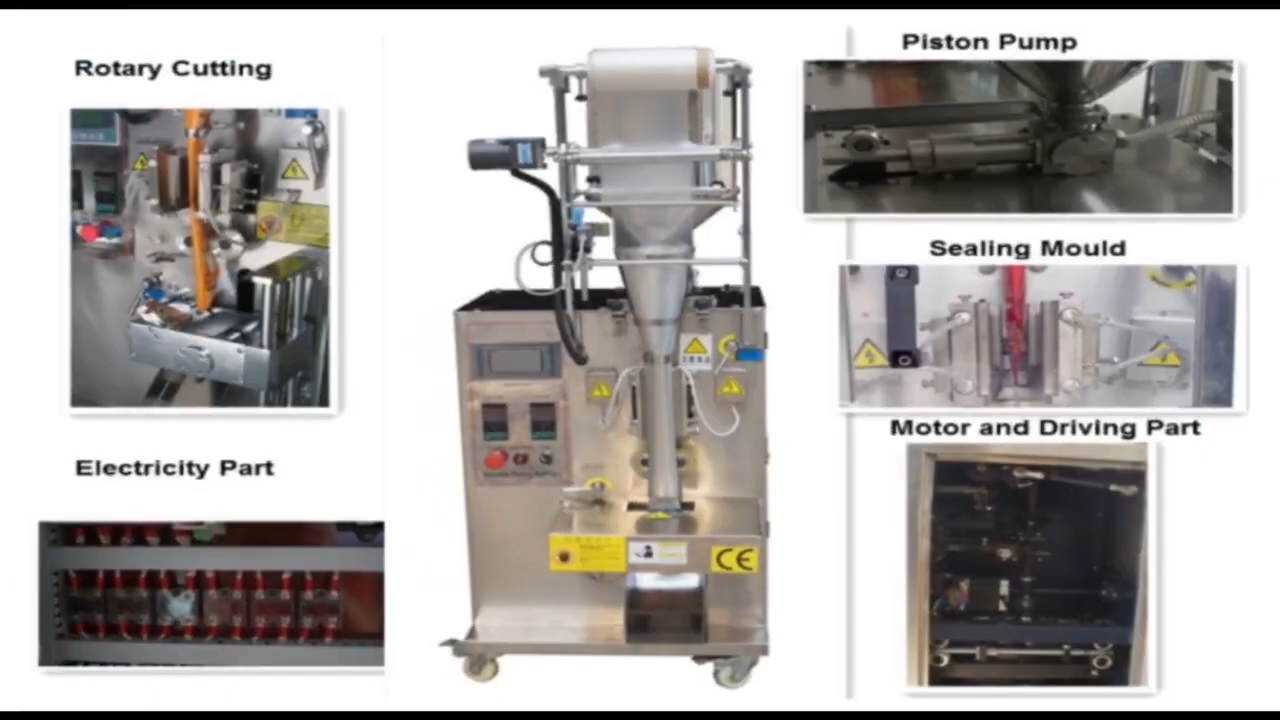 Rotary Cutting
Piston Pump
Sealing Mould
Motor and Driving Part
Electricity Part
CE